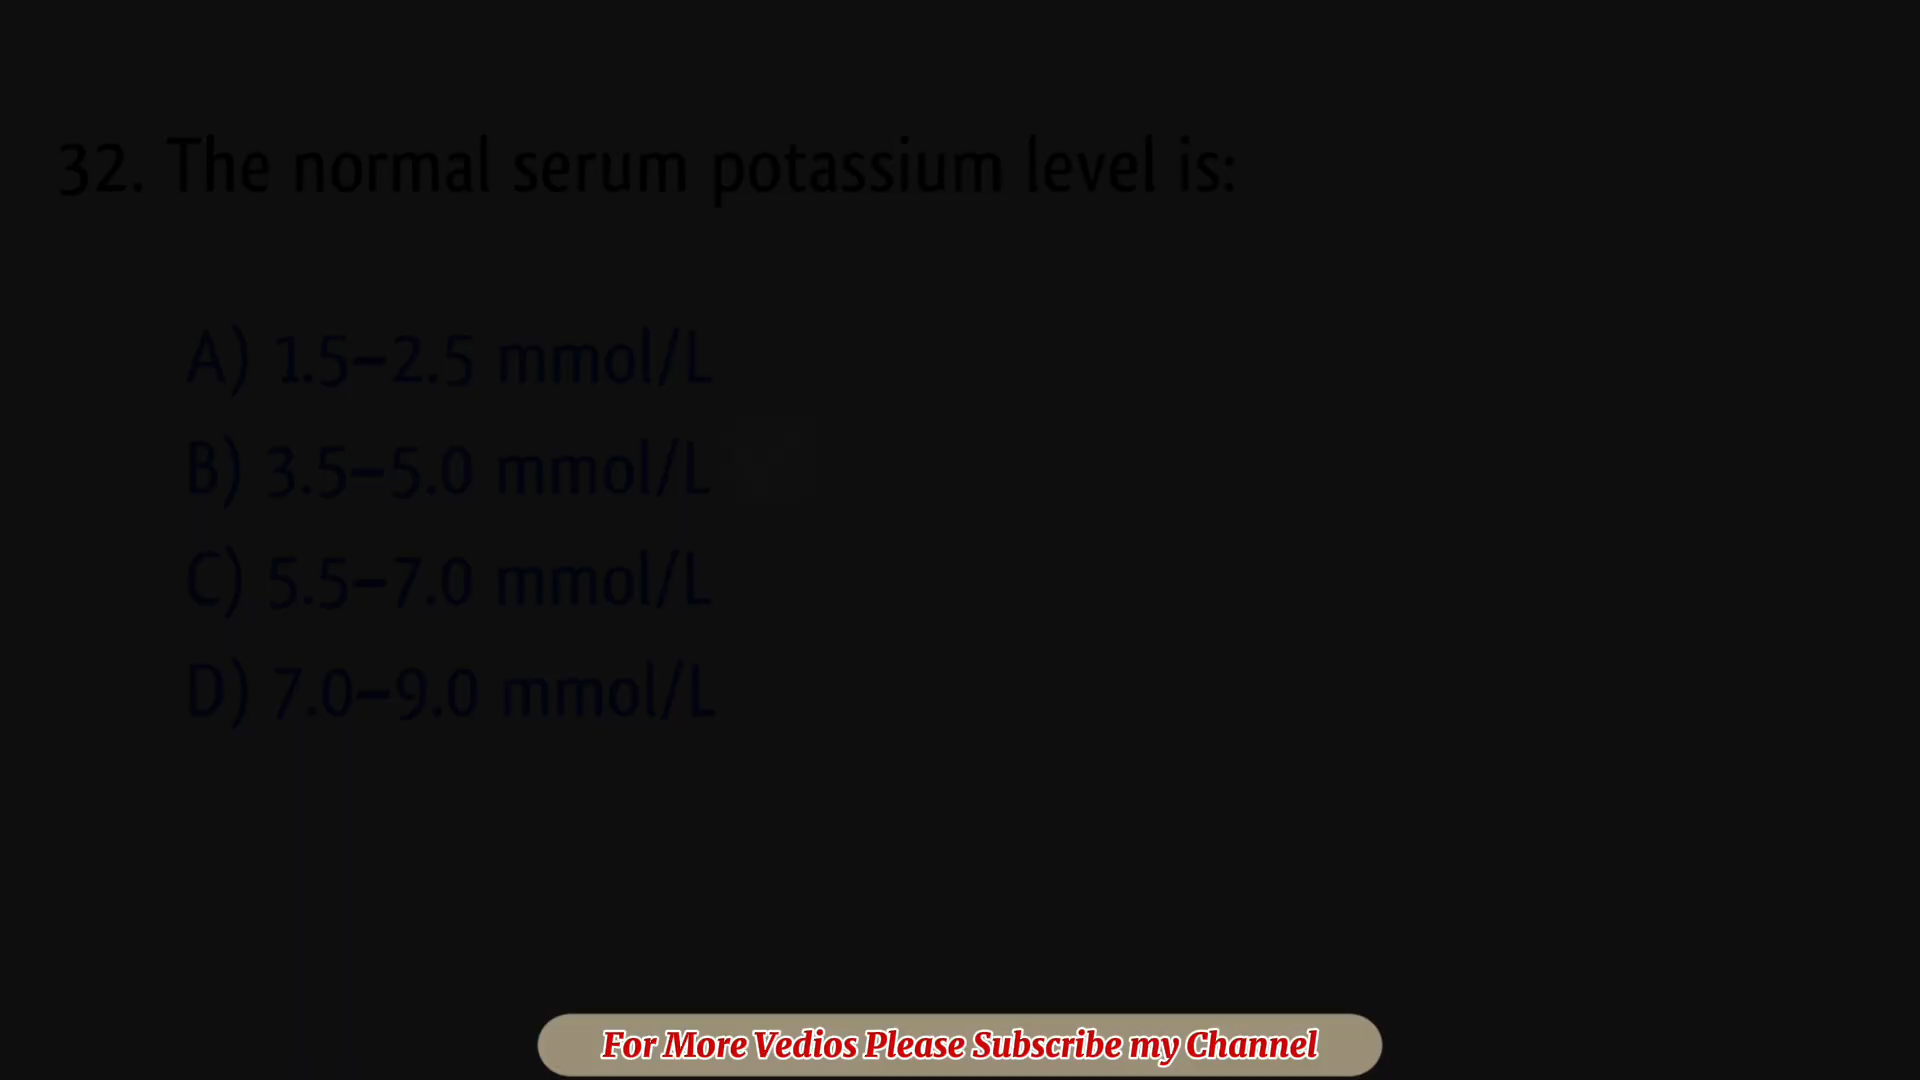 32. The normal serum potassium level is:
A) 1.5–2.5 mmol/L
B) 3.5–5.0 mmol/L
C) 5.5–7.0 mmol/L
D) 7.0–9.0 mmol/L
For More Vedios Please Subscribe my Channel